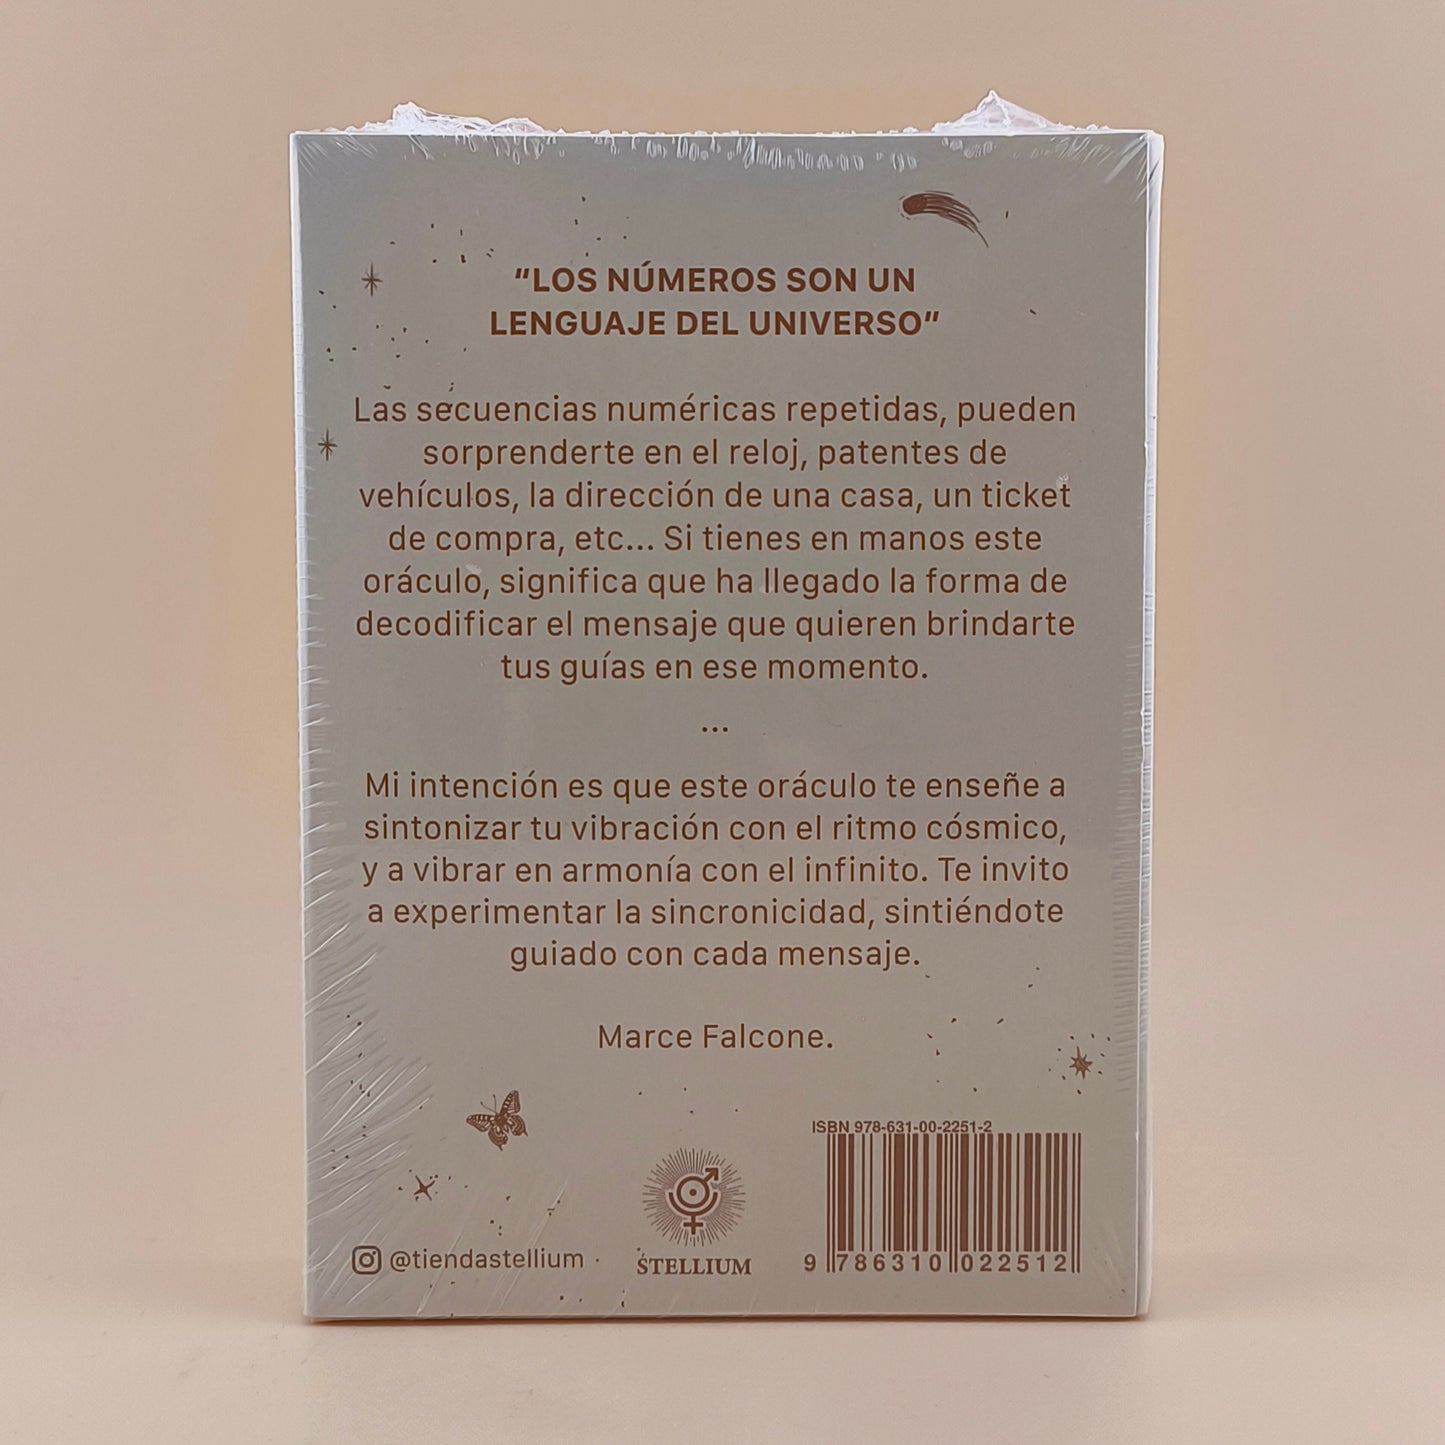 "LOS NÚMEROS SON UN
LENGUAJE DEL UNIVERSO"
Las secuencias numéricas repetidas, pueden
sorprenderte en el reloj, patentes de
vehículos, la dirección de una casa, un ticket
de compra, etc... Si tienes en manos este
oráculo, significa que ha llegado la forma de
decodificar el mensaje que quieren brindarte
tus guías en ese momento.
...
Mi intención es que este oráculo te enseñe a
sintonizar tu vibración con el ritmo cósmico,
y a vibrar en armonía con el infinito. Te invito
a experimentar la sincronicidad, sintiéndote
guiado con cada mensaje.
Marce Falcone.
@tiendastellium
STELLIUM
ISBN 978-631-00-2251-2
9 786310 022512